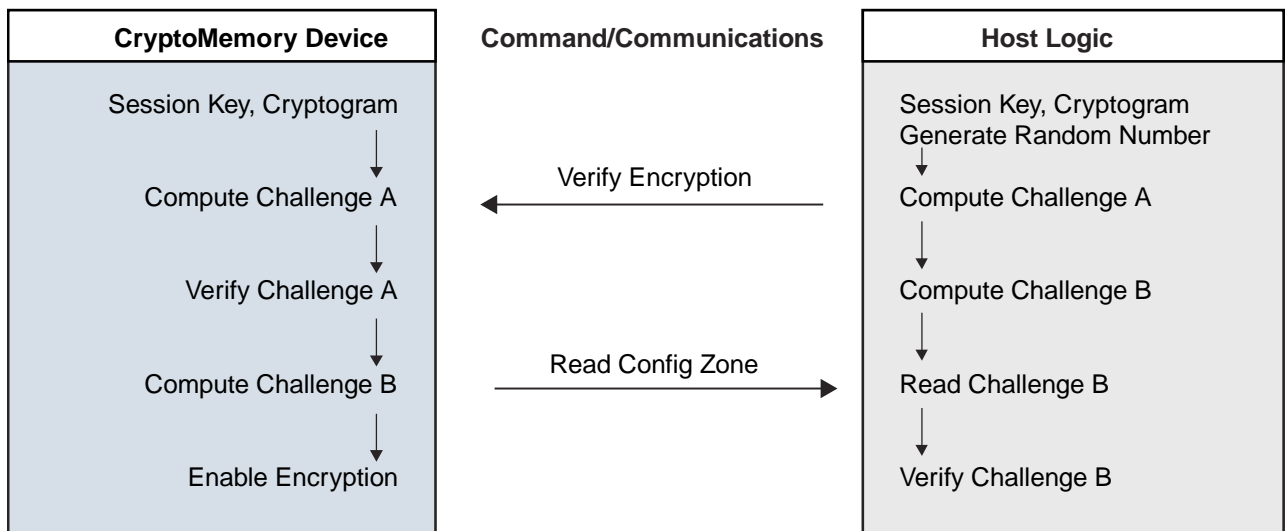 CryptoMemory Device
Command/Communications
Host Logic
Session Key, Cryptogram
Session Key, Cryptogram
Generate Random Number
Verify Encryption
Compute Challenge A
Compute Challenge A
Verify Challenge A
Compute Challenge B
Read Config Zone
Compute Challenge B
Read Challenge B
Enable Encryption
Verify Challenge B